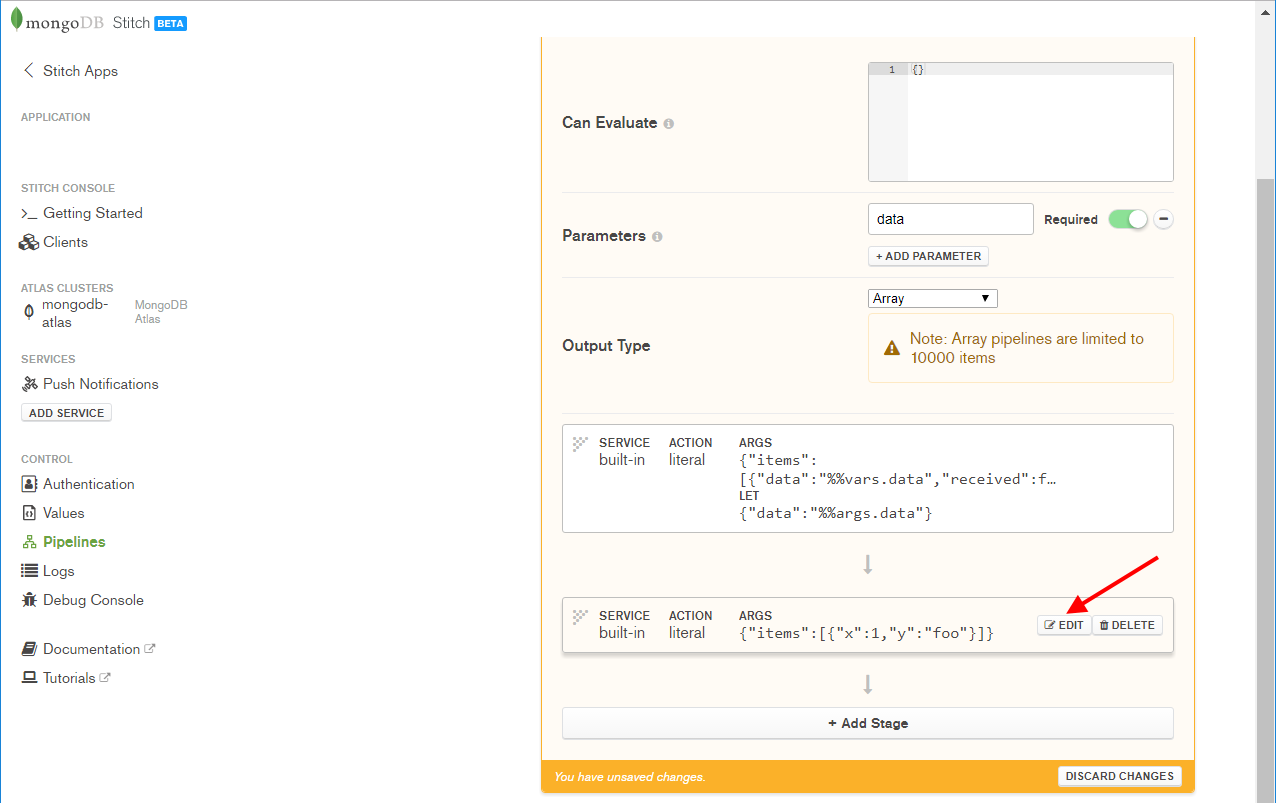 mongoDB Stitch BETA
Stitch Apps
APPLICATION
STITCH CONSOLE
Getting Started
Clients
ATLAS CLUSTERS
mongodb-
atlas
MongoDB
Atlas
SERVICES
Push Notifications
ADD SERVICE
CONTROL
Authentication
Values
Pipelines
Logs
Debug Console
Documentation
Tutorials
Can Evaluate
1 {}
Parameters
data
Required
+ ADD PARAMETER
Output Type
Array
Note: Array pipelines are limited to
10000 items
SERVICE ACTION ARGS
built-in literal {"items":
[{"data":"%%vars.data","received":f…
LET
{"data":"%%args.data"}
SERVICE ACTION ARGS
built-in literal {"items":[{"x":1,"y":"foo"}]}
EDIT DELETE
+ Add Stage
You have unsaved changes.
DISCARD CHANGES